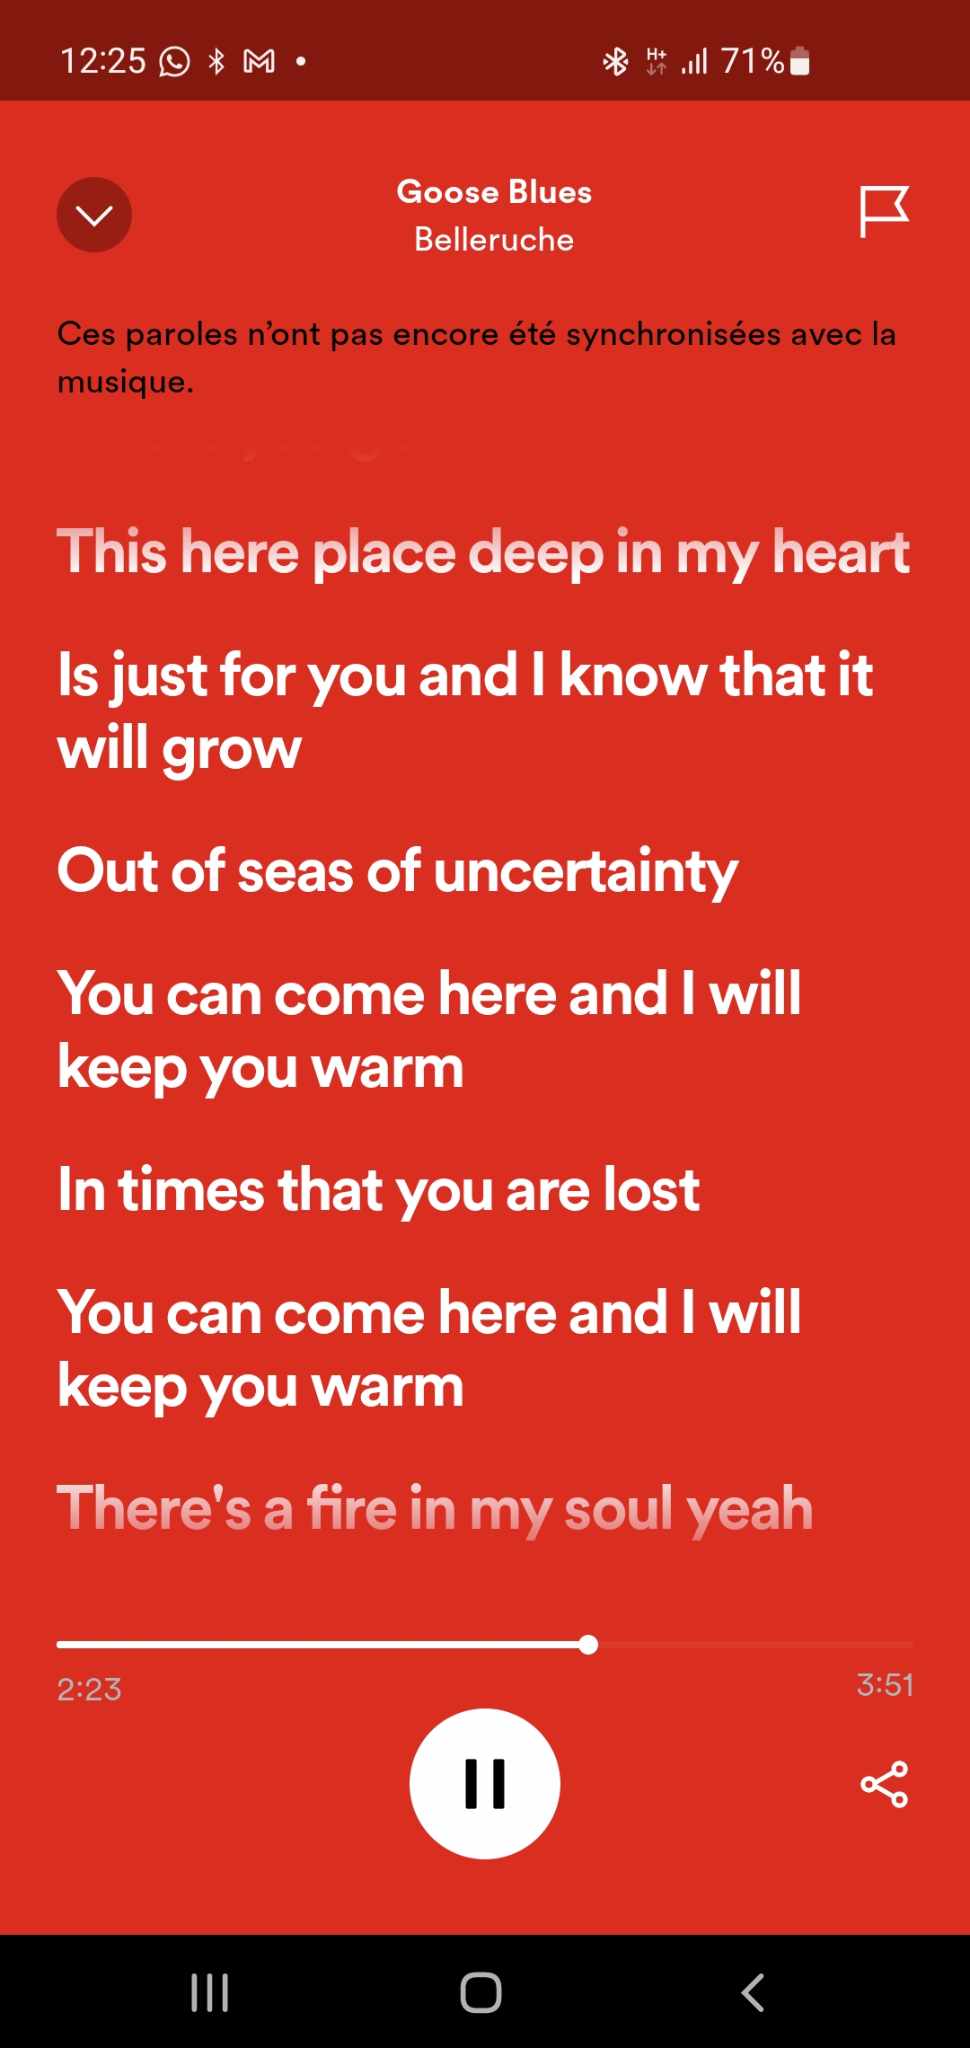 12:25
H+ 71%
Goose Blues
Belleruche
Ces paroles n’ont pas encore été synchronisées avec la
musique.
This here place deep in my heart
Is just for you and I know that it
will grow
Out of seas of uncertainty
You can come here and I will
keep you warm
In times that you are lost
You can come here and I will
keep you warm
There's a fire in my soul yeah
2:23
3:51